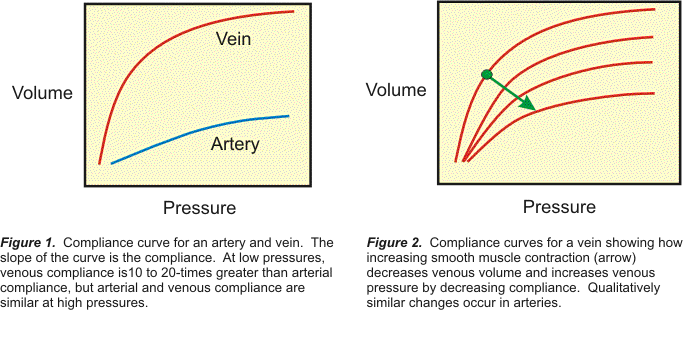 Vein
Volume
Artery
Pressure
Figure 1.  Compliance curve for an artery and vein.  The
slope of the curve is the compliance.  At low pressures,
venous compliance is10 to 20-times greater than arterial
compliance, but arterial and venous compliance are
similar at high pressures.
Volume
Pressure
Figure 2.  Compliance curves for a vein showing how
increasing smooth muscle contraction (arrow)
decreases venous volume and increases venous
pressure by decreasing compliance.  Qualitatively
similar changes occur in arteries.